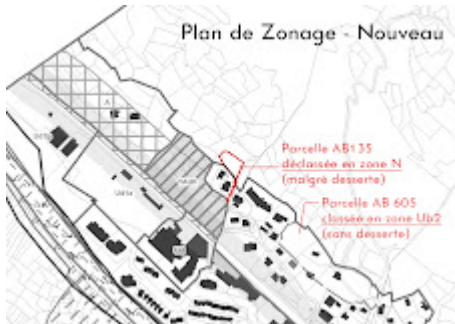 Plan de Zonage - Nouveau
Parcelle AB135
déclassée en zone N
(malgré desserte)
Parcelle AB 605
classée en zone Ub2
(sans desserte)